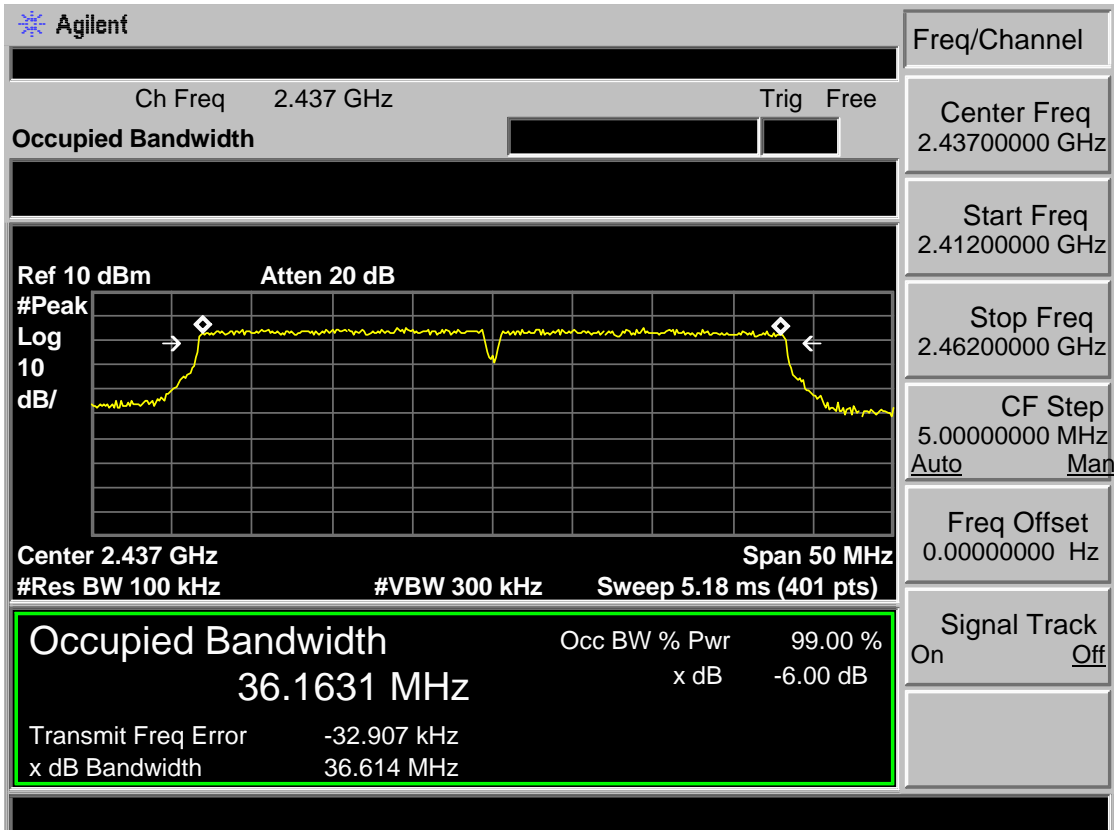 Agilent
Freq/Channel
Ch Freq 2.437 GHz Trig Free
Occupied Bandwidth
Center Freq
2.43700000 GHz
Start Freq
2.41200000 GHz
Stop Freq
2.46200000 GHz
CF Step
5.00000000 MHz
Auto Man
Freq Offset
0.00000000 Hz
Signal Track
On Off
Ref 10 dBm Atten 20 dB
#Peak
Log
10
dB/
Center 2.437 GHz Span 50 MHz
#Res BW 100 kHz #VBW 300 kHz Sweep 5.18 ms (401 pts)
Occupied Bandwidth Occ BW % Pwr 99.00 %
36.1631 MHz x dB -6.00 dB
Transmit Freq Error -32.907 kHz
x dB Bandwidth 36.614 MHz